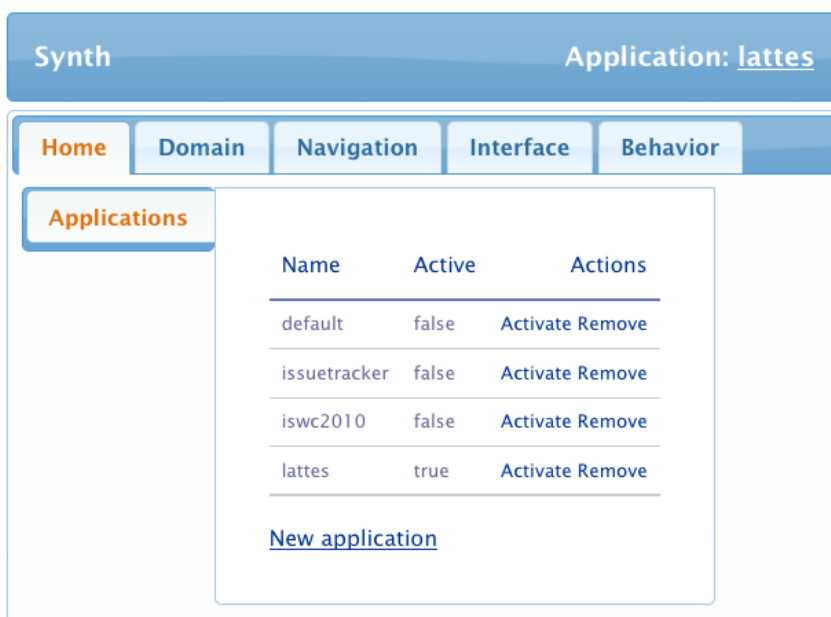 Synth Application: lattes
Home Domain Navigation Interface Behavior
Applications
Name Active Actions
default false Activate Remove
issuetracker false Activate Remove
iswc2010 false Activate Remove
lattes true Activate Remove
New application